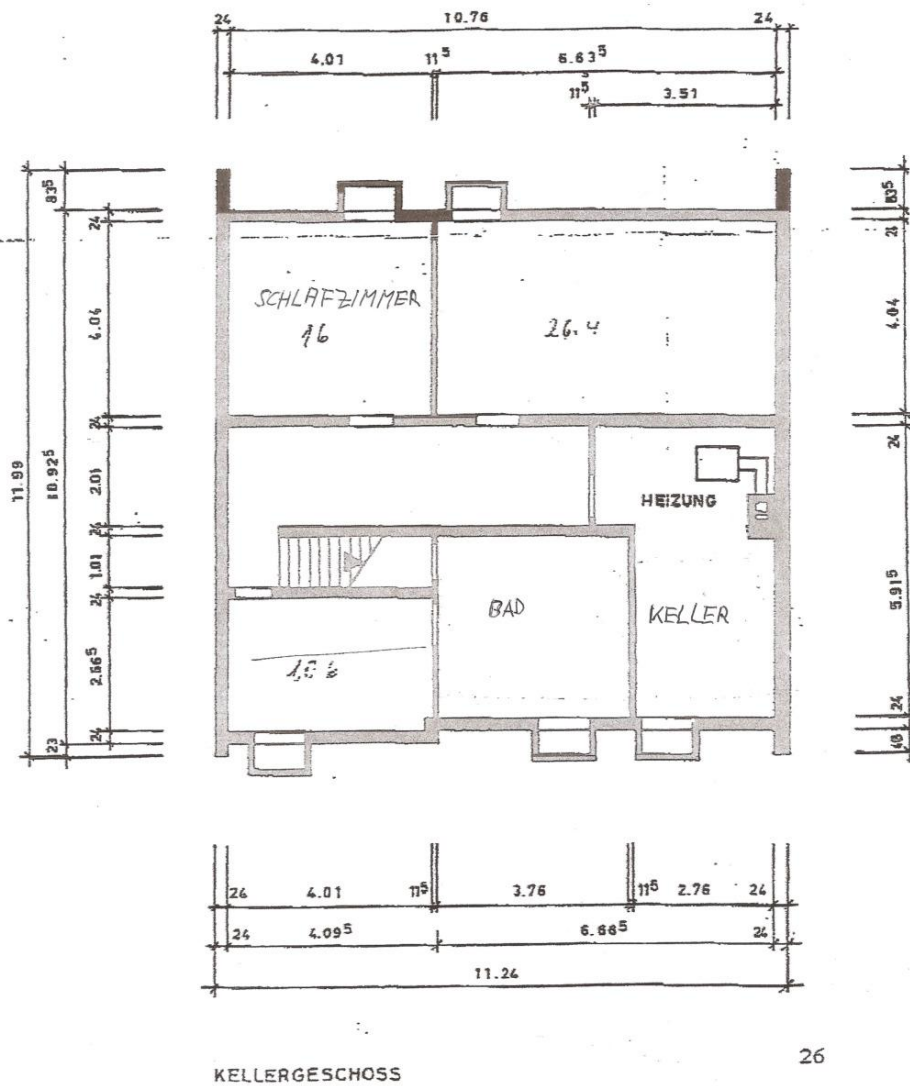 24 10.76 24
4.01 11⁵ 6.63⁵
11⁵ 3.51
83⁵ 83⁵
24 24
SCHLAFZIMMER
16
26.4
4.04 4.04
24 24
11.99 10.92⁵ 2.01
HEIZUNG
24
1.01
24
BAD
KELLER
5.91⁵
2.66⁵
24
24
23
48
24 4.01 11⁵ 3.76 11⁵ 2.76 24
24 4.09⁵ 6.66⁵ 24
11.24
26
KELLERGESCHOSS